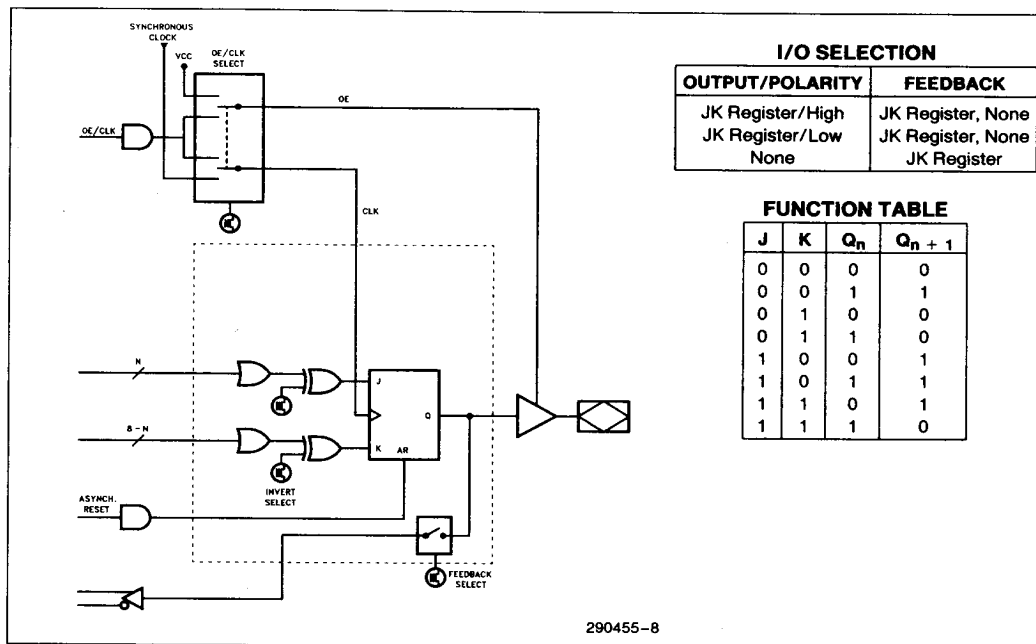 SYNCHRONOUS
CLOCK
VCC
OE/CLK
SELECT
OE
OE/CLK
CLK
N
J
Q
8-N
K
AR
INVERT
SELECT
ASYNCH.
RESET
FEEDBACK
SELECT
I/O SELECTION
OUTPUT/POLARITY FEEDBACK
JK Register/High JK Register, None
JK Register/Low JK Register, None
None JK Register
FUNCTION TABLE
J K Qn Qn + 1
0 0 0 0
0 0 1 1
0 1 0 0
0 1 1 0
1 0 0 1
1 0 1 1
1 1 0 1
1 1 1 0
290455-8